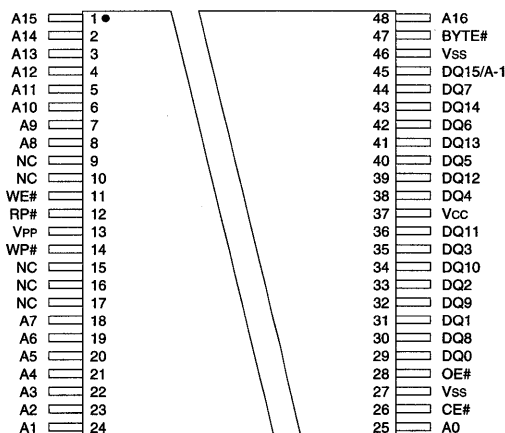 A15 1 48 A16
A14 2 47 BYTE#
A13 3 46 Vss
A12 4 45 DQ15/A-1
A11 5 44 DQ7
A10 6 43 DQ14
A9 7 42 DQ6
A8 8 41 DQ13
NC 9 40 DQ5
NC 10 39 DQ12
WE# 11 38 DQ4
RP# 12 37 Vcc
VPP 13 36 DQ11
WP# 14 35 DQ3
NC 15 34 DQ10
NC 16 33 DQ2
NC 17 32 DQ9
A7 18 31 DQ1
A6 19 30 DQ8
A5 20 29 DQ0
A4 21 28 OE#
A3 22 27 Vss
A2 23 26 CE#
A1 24 25 A0